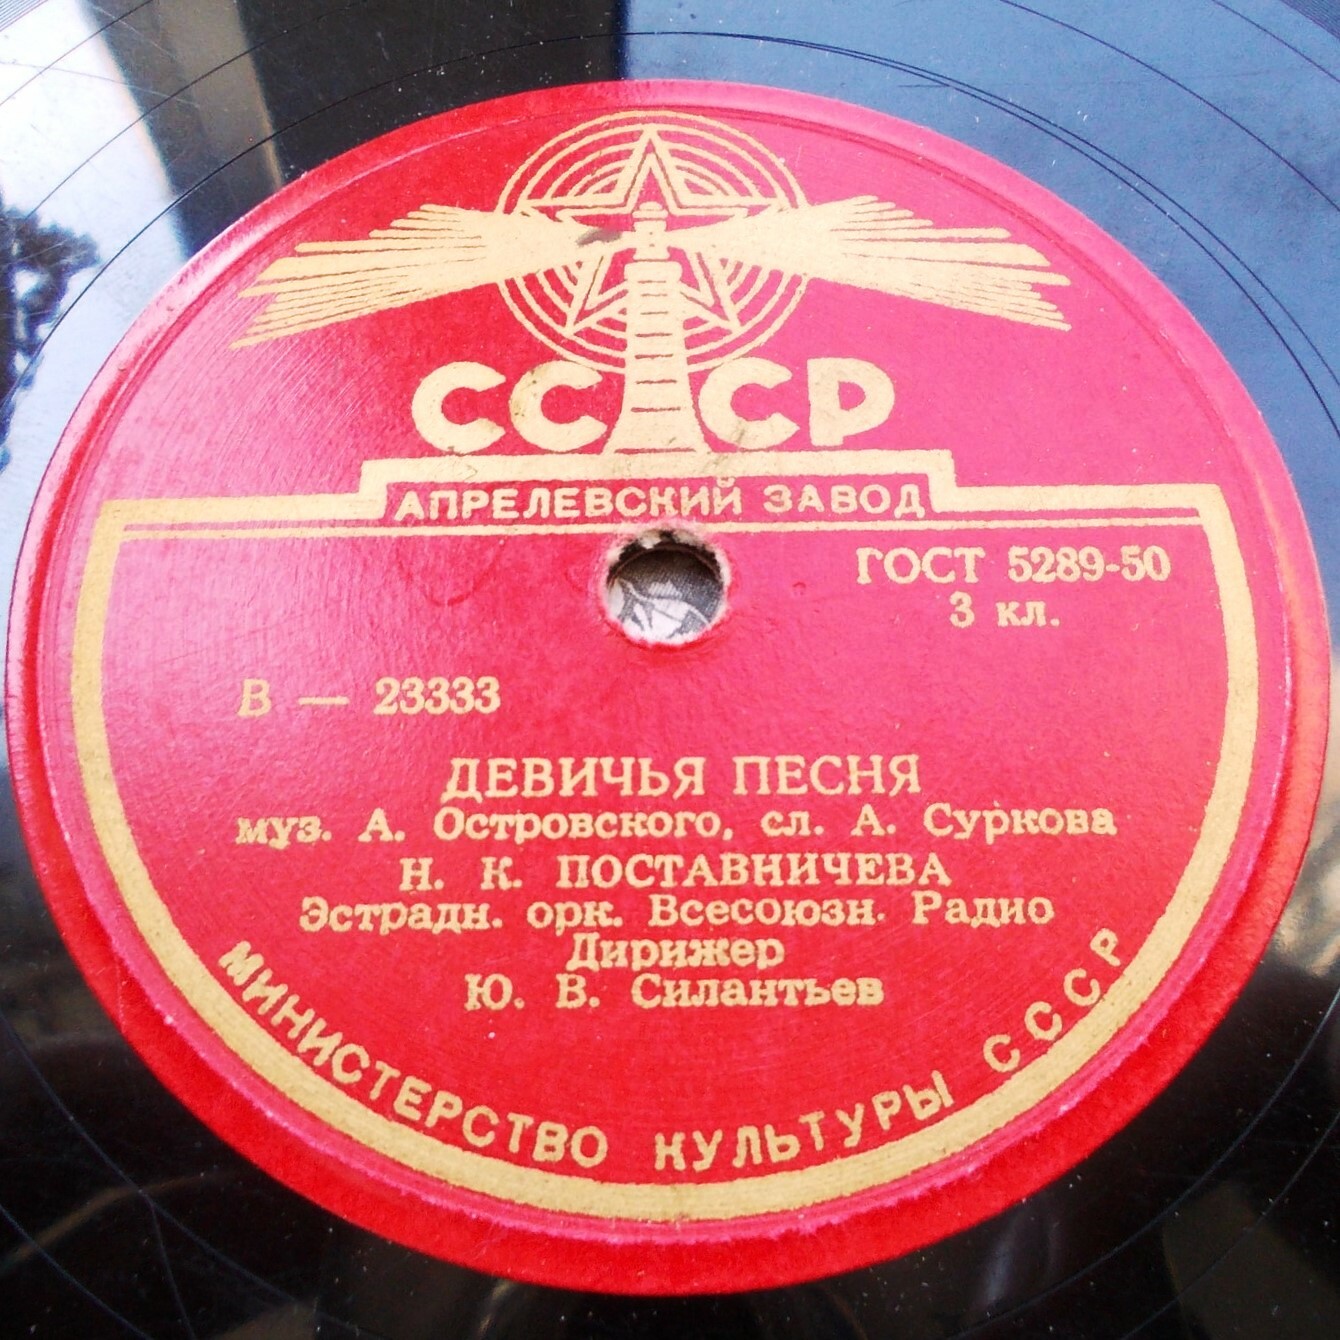 СССР
АПРЕЛЕВСКИЙ ЗАВОД
ГОСТ 5289-50
3 кл.
В — 23333
ДЕВИЧЬЯ ПЕСНЯ
муз. А. Островского, сл. А. Суркова
Н. К. ПОСТАВНИЧЕВА
Эстрадн. орк. Всесоюзн. Радио
Дирижер
Ю. В. Силантьев
МИНИСТЕРСТВО КУЛЬТУРЫ СССР